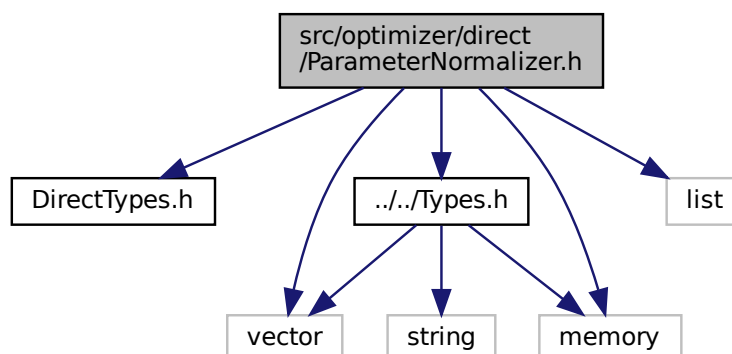 src/optimizer/direct
/ParameterNormalizer.h
DirectTypes.h
../../Types.h
list
vector
string
memory